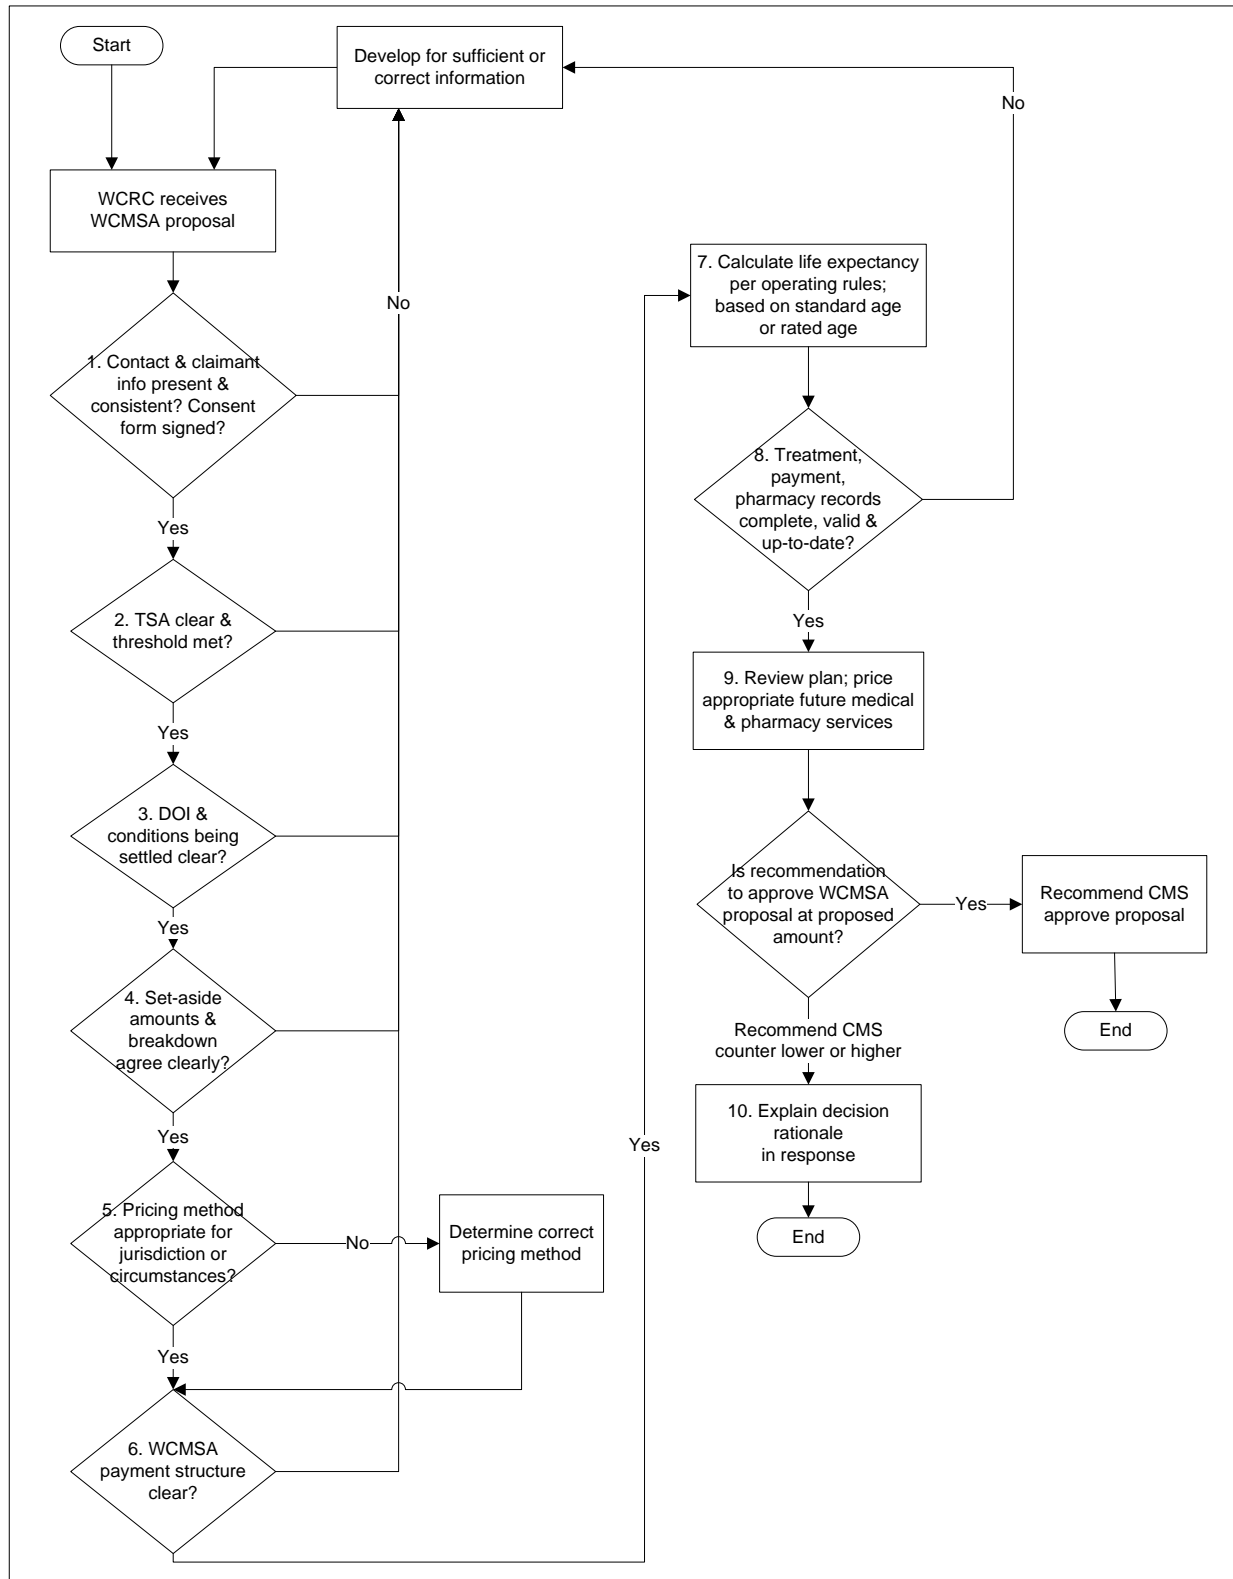 Start
Develop for sufficient or
correct information
No
WCRC receives
WCMSA proposal
No
1. Contact & claimant
info present &
consistent? Consent
form signed?
Yes
2. TSA clear &
threshold met?
Yes
3. DOI &
conditions being
settled clear?
Yes
4. Set-aside
amounts &
breakdown
agree clearly?
Yes
5. Pricing method
appropriate for
jurisdiction or
circumstances?
No
Determine correct
pricing method
Yes
6. WCMSA
payment structure
clear?
Yes
7. Calculate life expectancy
per operating rules;
based on standard age
or rated age
8. Treatment,
payment,
pharmacy records
complete, valid &
up-to-date?
Yes
9. Review plan; price
appropriate future medical
& pharmacy services
Is recommendation
to approve WCMSA
proposal at proposed
amount?
Yes
Recommend CMS
approve proposal
End
Recommend CMS
counter lower or higher
10. Explain decision
rationale
in response
End